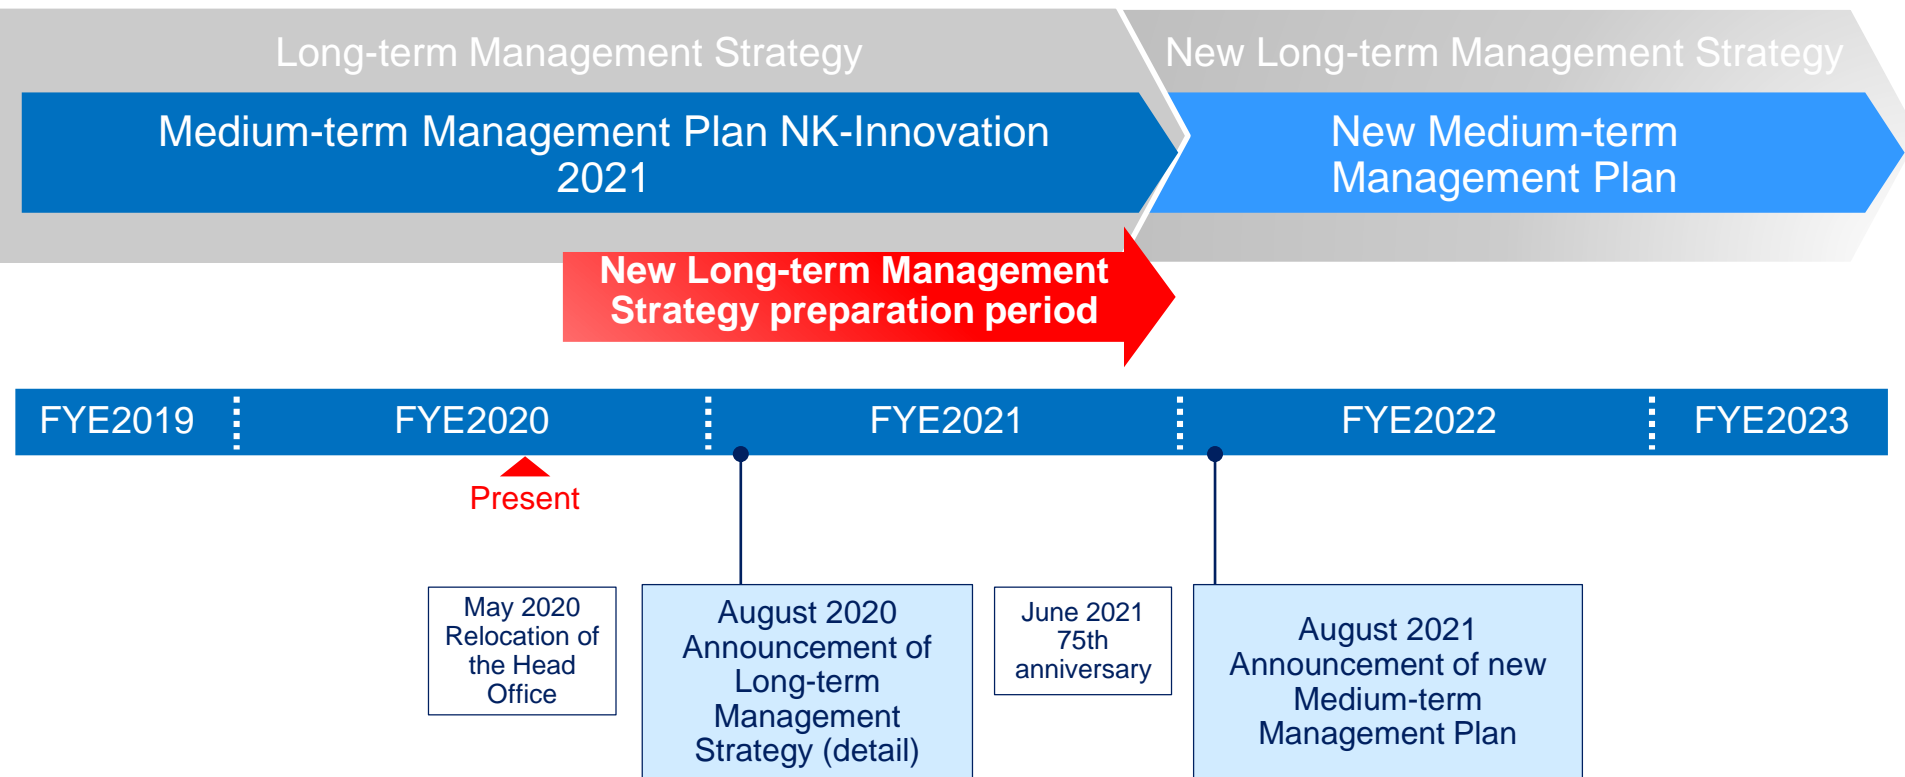 Long-term Management Strategy
New Long-term Management Strategy
Medium-term Management Plan NK-Innovation
2021
New Medium-term
Management Plan
New Long-term Management
Strategy preparation period
FYE2019
FYE2020
FYE2021
FYE2022
FYE2023
Present
May 2020
Relocation of
the Head
Office
August 2020
Announcement of
Long-term
Management
Strategy (detail)
June 2021
75th
anniversary
August 2021
Announcement of new
Medium-term
Management Plan